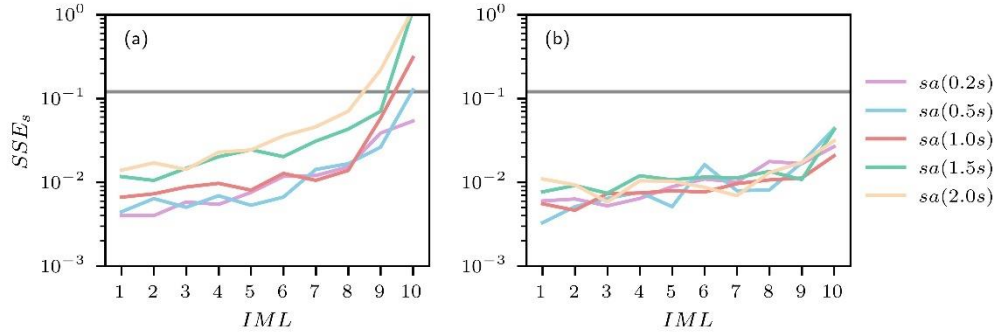 (a)
10^0
10^{-1}
10^{-2}
10^{-3}
SSE_s
1 2 3 4 5 6 7 8 9 10
IML
(b)
10^0
10^{-1}
10^{-2}
10^{-3}
1 2 3 4 5 6 7 8 9 10
IML
sa(0.2s)
sa(0.5s)
sa(1.0s)
sa(1.5s)
sa(2.0s)